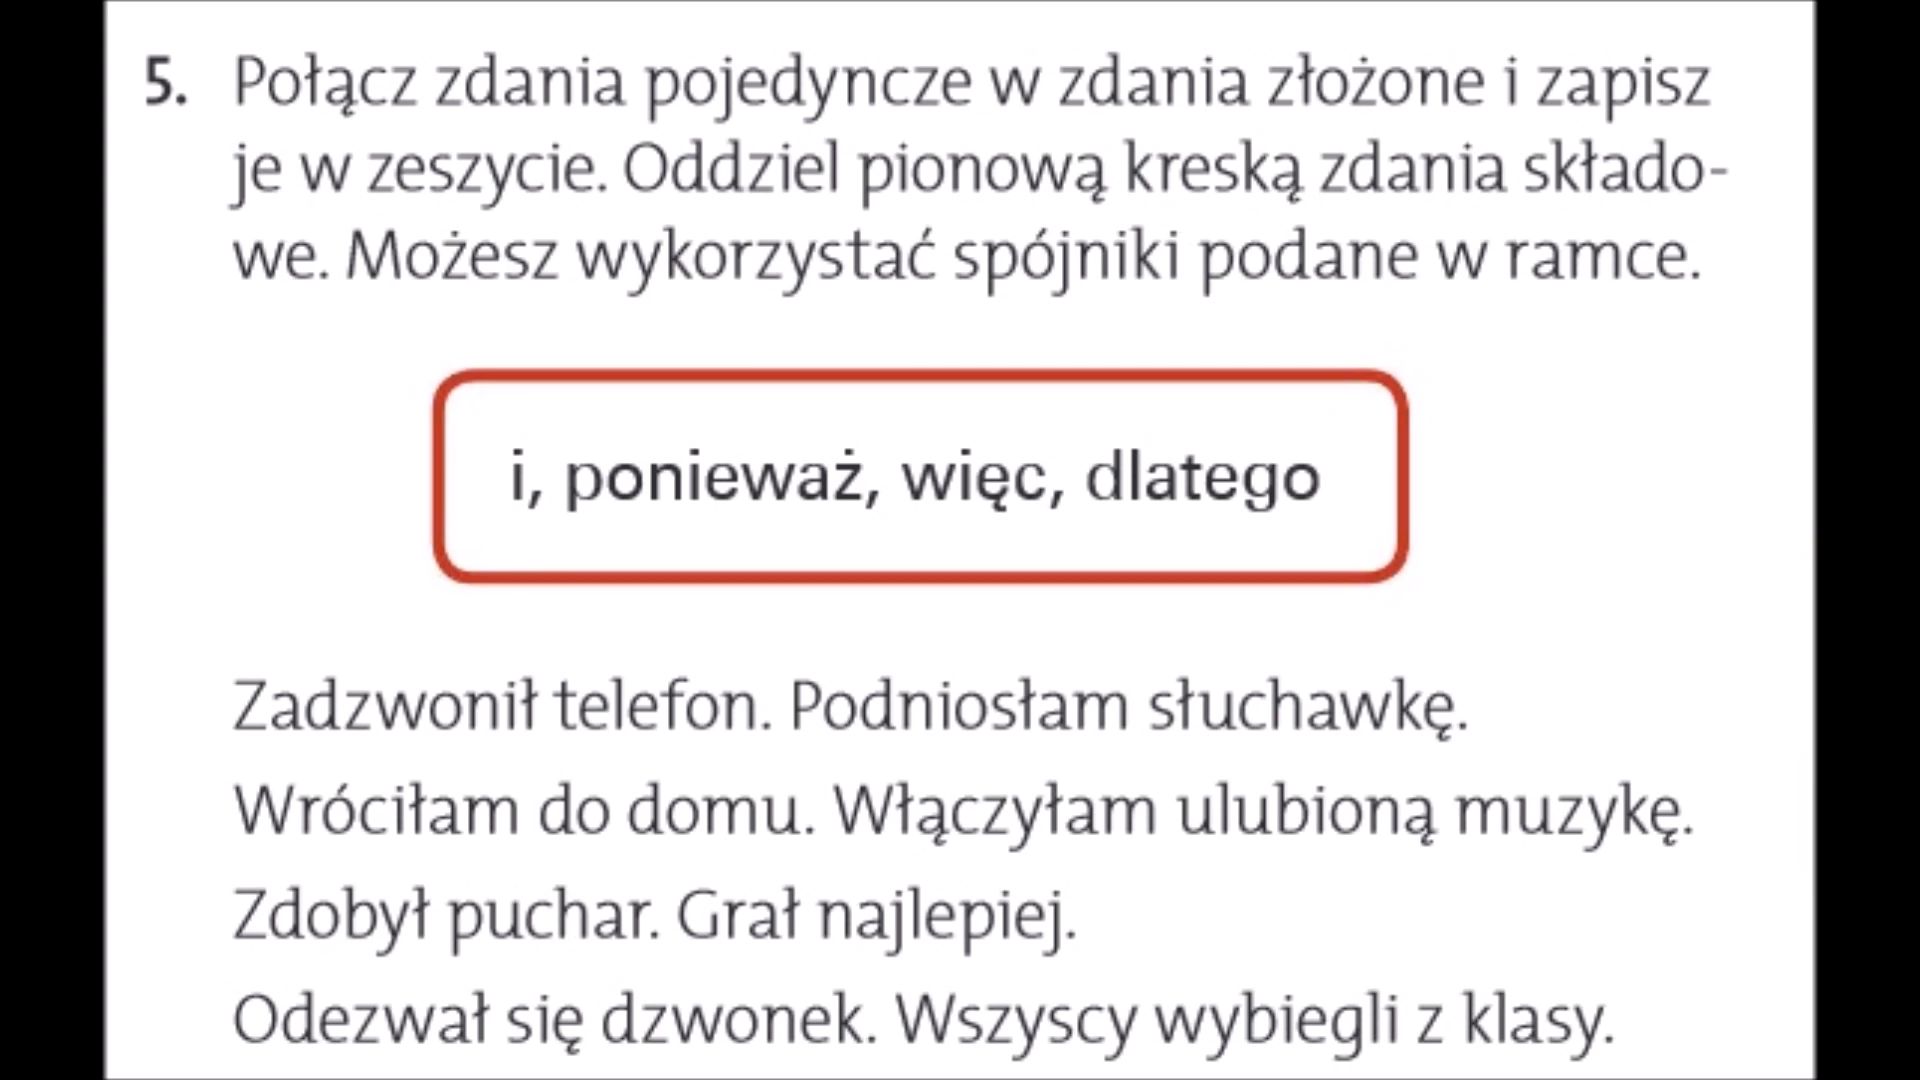 5. Połącz zdania pojedyncze w zdania złożone i zapisz
je w zeszycie. Oddziel pionową kreską zdania składo-
we. Możesz wykorzystać spójniki podane w ramce.
i, ponieważ, więc, dlatego
Zadzwonił telefon. Podniosłam słuchawkę.
Wróciłam do domu. Włączyłam ulubioną muzykę.
Zdobył puchar. Grał najlepiej.
Odezwał się dzwonek. Wszyscy wybiegli z klasy.